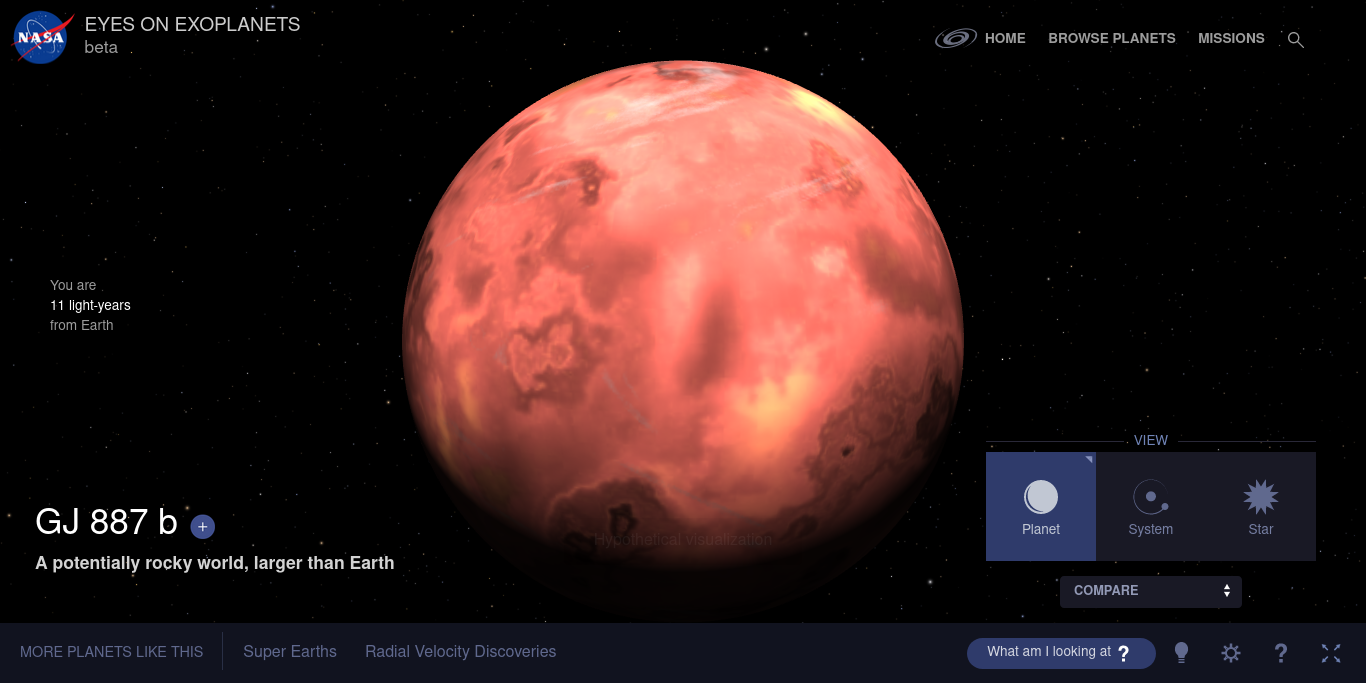 NASA
EYES ON EXOPLANETS
beta
HOME
BROWSE PLANETS
MISSIONS
You are
11 light-years
from Earth
GJ 887 b +
A potentially rocky world, larger than Earth
Hypothetical visualization
VIEW
Planet
System
Star
COMPARE
MORE PLANETS LIKE THIS
Super Earths
Radial Velocity Discoveries
What am I looking at ?
?